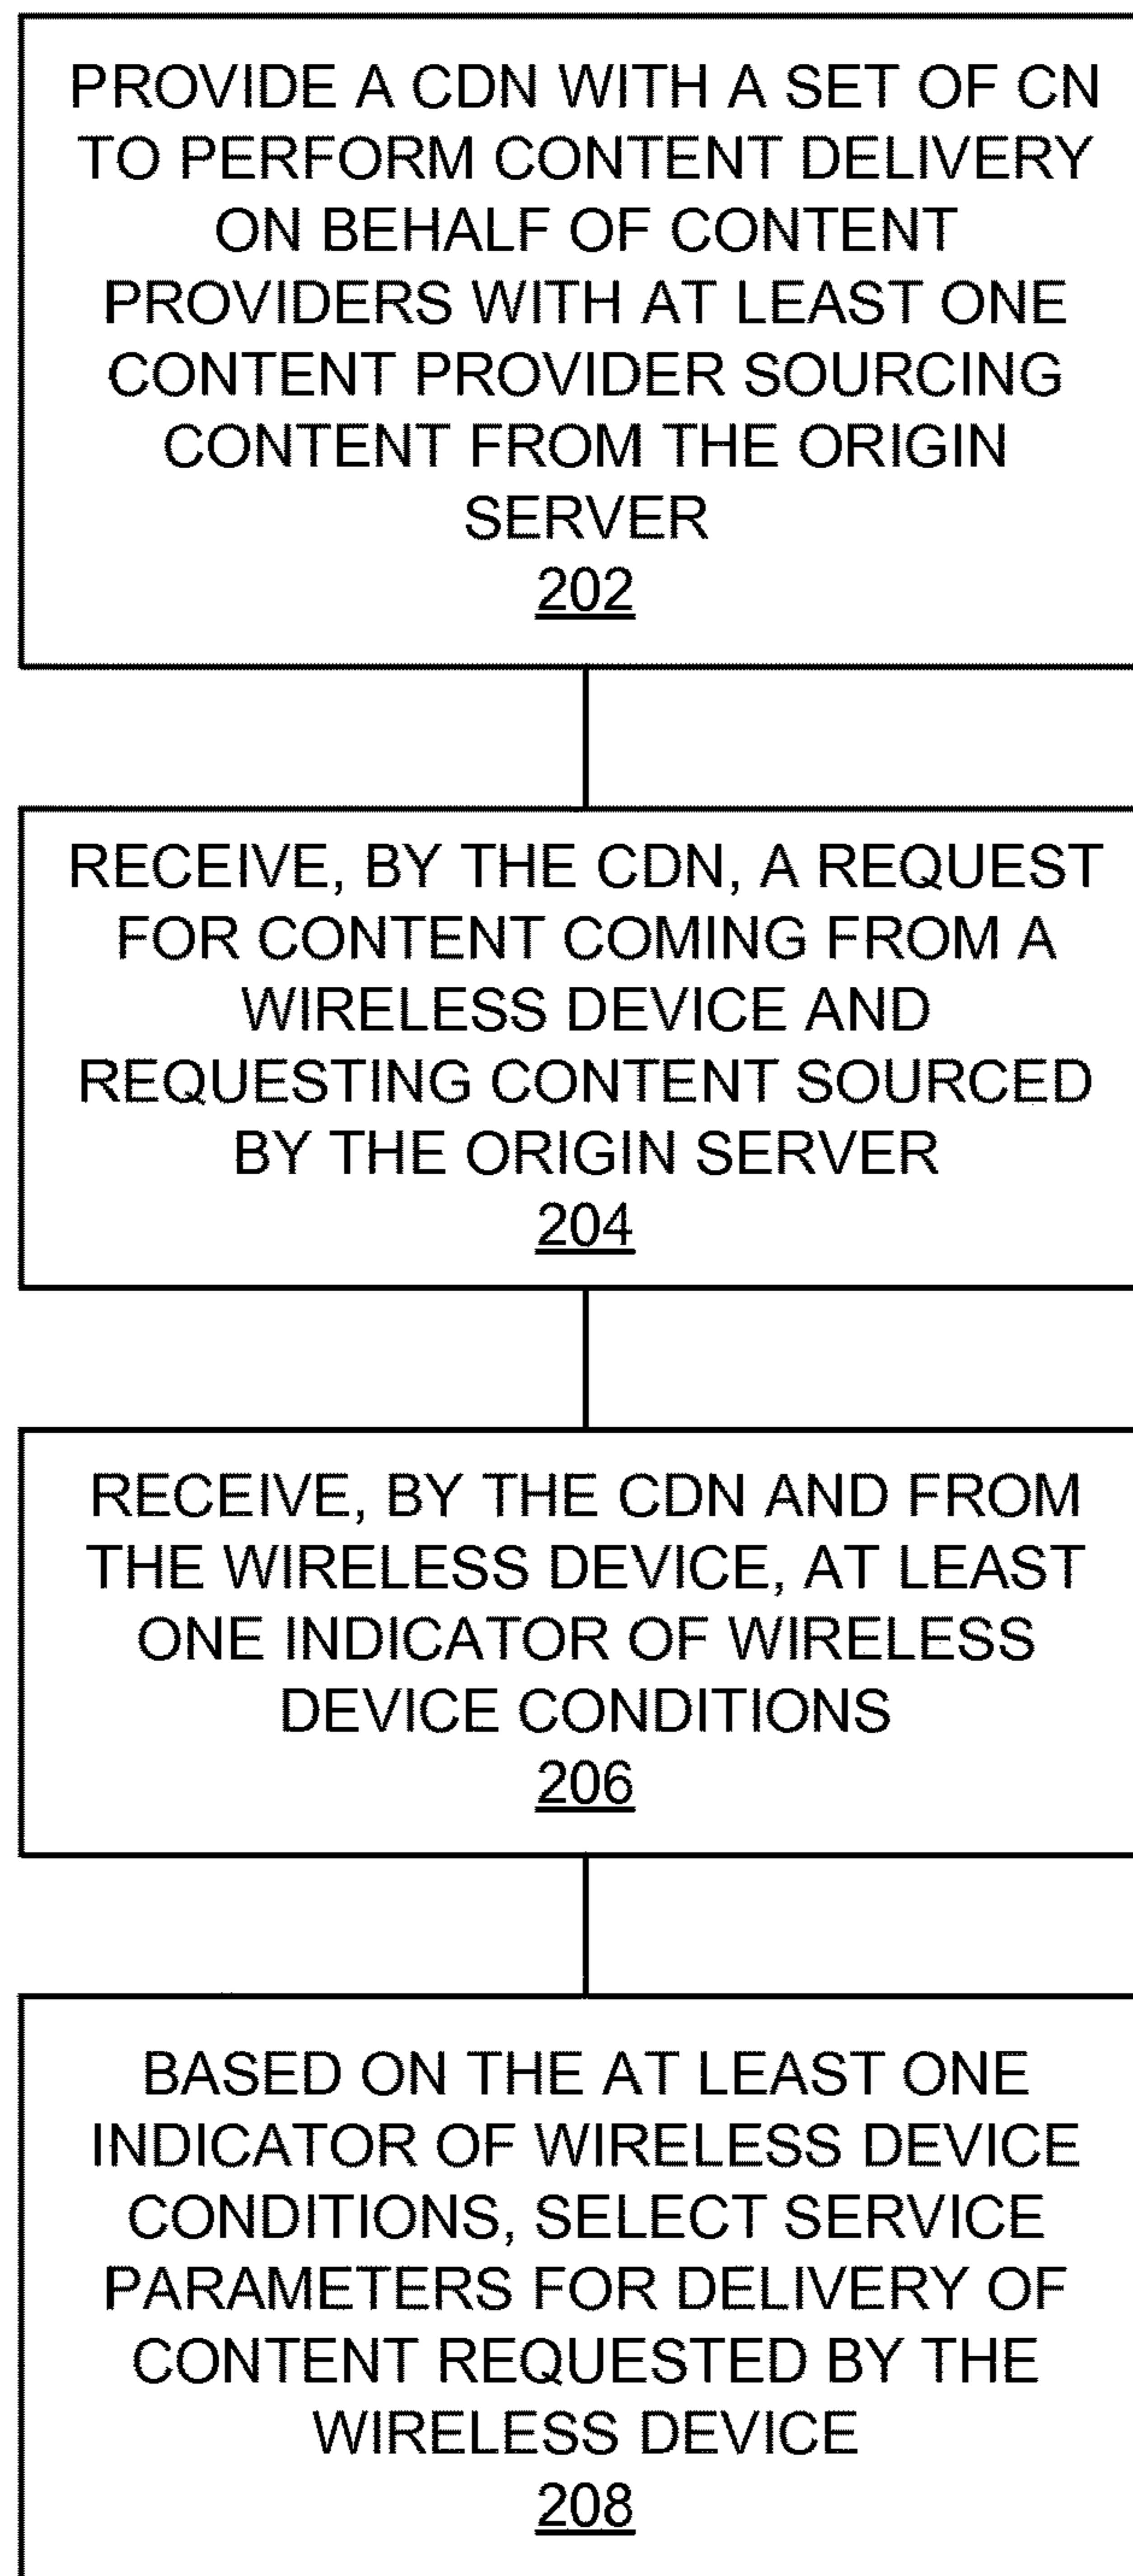 PROVIDE A CDN WITH A SET OF CN
TO PERFORM CONTENT DELIVERY
ON BEHALF OF CONTENT
PROVIDERS WITH AT LEAST ONE
CONTENT PROVIDER SOURCING
CONTENT FROM THE ORIGIN
SERVER
202
RECEIVE, BY THE CDN, A REQUEST
FOR CONTENT COMING FROM A
WIRELESS DEVICE AND
REQUESTING CONTENT SOURCED
BY THE ORIGIN SERVER
204
RECEIVE, BY THE CDN AND FROM
THE WIRELESS DEVICE, AT LEAST
ONE INDICATOR OF WIRELESS
DEVICE CONDITIONS
206
BASED ON THE AT LEAST ONE
INDICATOR OF WIRELESS DEVICE
CONDITIONS, SELECT SERVICE
PARAMETERS FOR DELIVERY OF
CONTENT REQUESTED BY THE
WIRELESS DEVICE
208